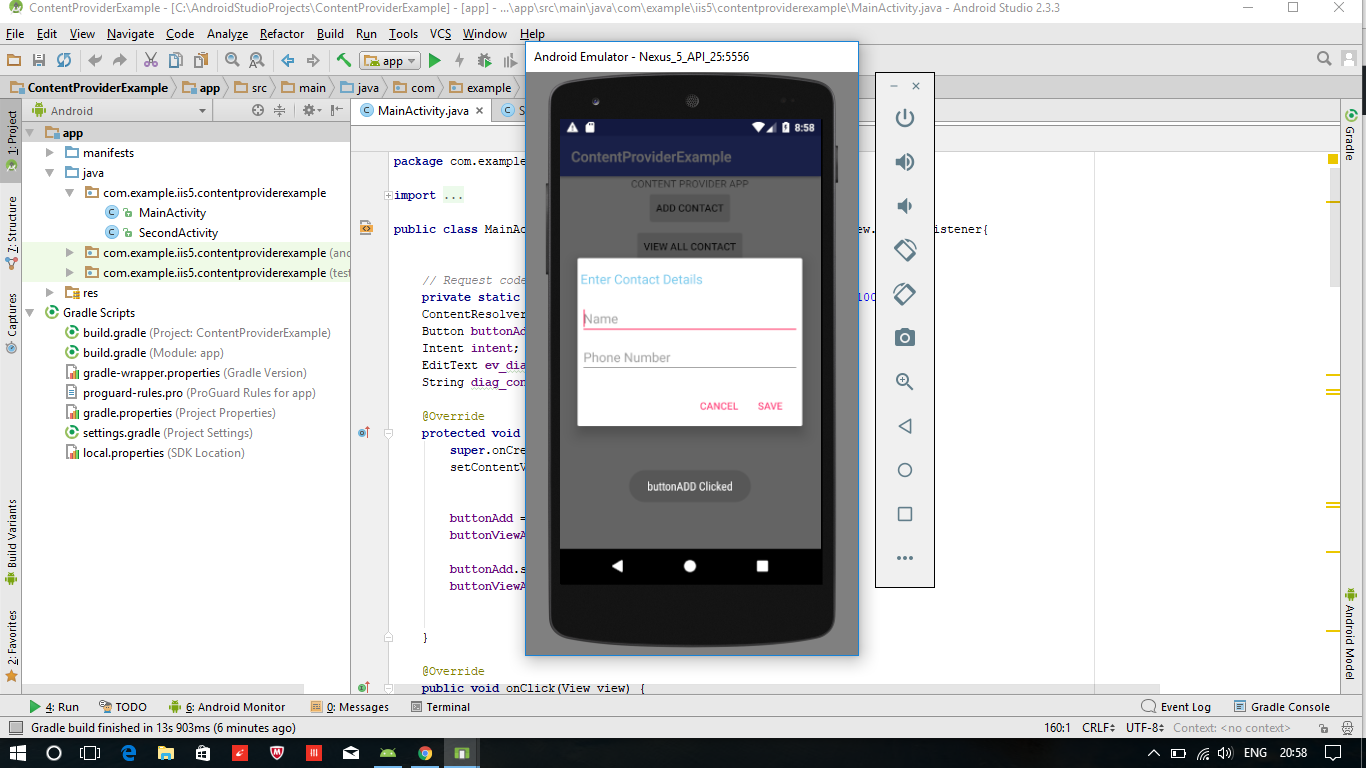 ContentProviderExample - [C:\AndroidStudioProjects\ContentProviderExample] - [app] - ...\app\src\main\java\com\example\iis5\contentproviderexample\MainActivity.java - Android Studio 2.3.3
File Edit View Navigate Code Analyze Refactor Build Run Tools VCS Window Help
app
ContentProviderExample app src main java com example
Android
MainActivity.java
S
1: Project
7: Structure
Captures
Build Variants
2: Favorites
app
manifests
java
com.example.iis5.contentproviderexample
MainActivity
SecondActivity
com.example.iis5.contentproviderexample (and
com.example.iis5.contentproviderexample (test
res
Gradle Scripts
build.gradle (Project: ContentProviderExample)
build.gradle (Module: app)
gradle-wrapper.properties (Gradle Version)
proguard-rules.pro (ProGuard Rules for app)
gradle.properties (Project Properties)
settings.gradle (Project Settings)
local.properties (SDK Location)
package com.example
import ...
public class MainAc
istener{
// Request code
private static
100
ContentResolver
Button buttonAd
Intent intent;
EditText ev_dia
String diag_con
@Override
protected void
super.onCre
setContentV
buttonAdd =
buttonViewA
buttonAdd.s
buttonViewA
}
@Override
public void onClick(View view) {
Android Emulator - Nexus_5_API_25:5556
8:58
ContentProviderExample
CONTENT PROVIDER APP
ADD CONTACT
VIEW ALL CONTACT
Enter Contact Details
Name
Phone Number
CANCEL SAVE
buttonADD Clicked
Gradle
Android Model
4: Run TODO 6: Android Monitor 0: Messages Terminal Event Log Gradle Console
Gradle build finished in 13s 903ms (6 minutes ago) 160:1 CRLF UTF-8 Context: <no context>
ENG 20:58